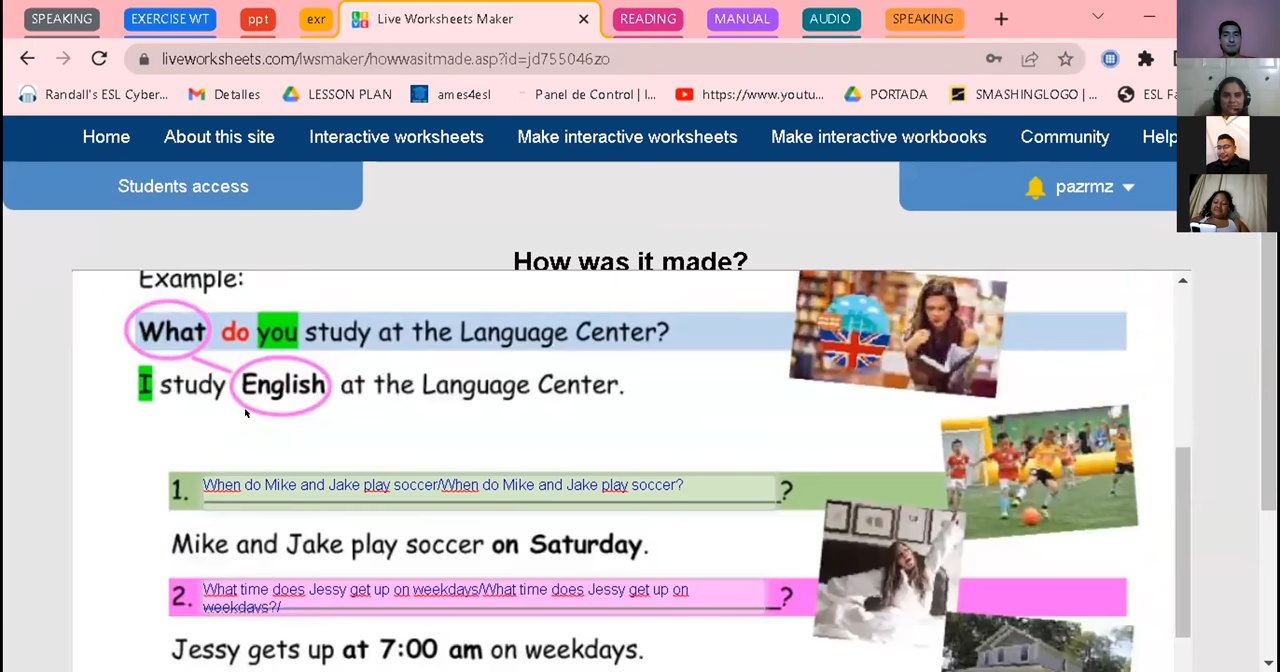 SPEAKING
EXERCISE WT
ppt
exr
Live Worksheets Maker
READING
MANUAL
AUDIO
SPEAKING
liveworksheets.com/lwsmaker/howwasitmade.asp?id=jd755046zo
Randall's ESL Cyber...
Detalles
LESSON PLAN
ames4esl
Panel de Control | I...
https://www.youtu...
PORTADA
SMASHINGLOGO | ...
ESL Fa
Home
About this site
Interactive worksheets
Make interactive worksheets
Make interactive workbooks
Community
Help
Students access
pazrmz
How was it made?
Example:
What do you study at the Language Center?
I study English at the Language Center.
1. When do Mike and Jake play soccer/When do Mike and Jake play soccer? ?
Mike and Jake play soccer on Saturday.
2. What time does Jessy get up on weekdays/What time does Jessy get up on
weekdays?/ ?
Jessy gets up at 7:00 am on weekdays.